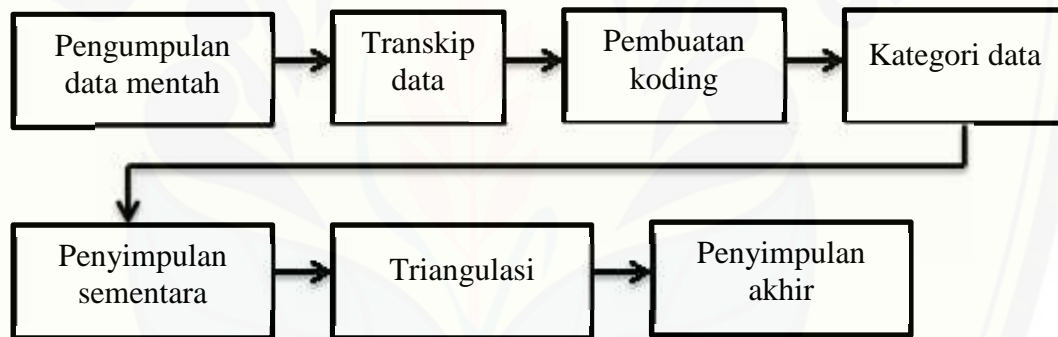 Pengumpulan
data mentah
Transkip
data
Pembuatan
koding
Kategori data
Penyimpulan
sementara
Triangulasi
Penyimpulan
akhir